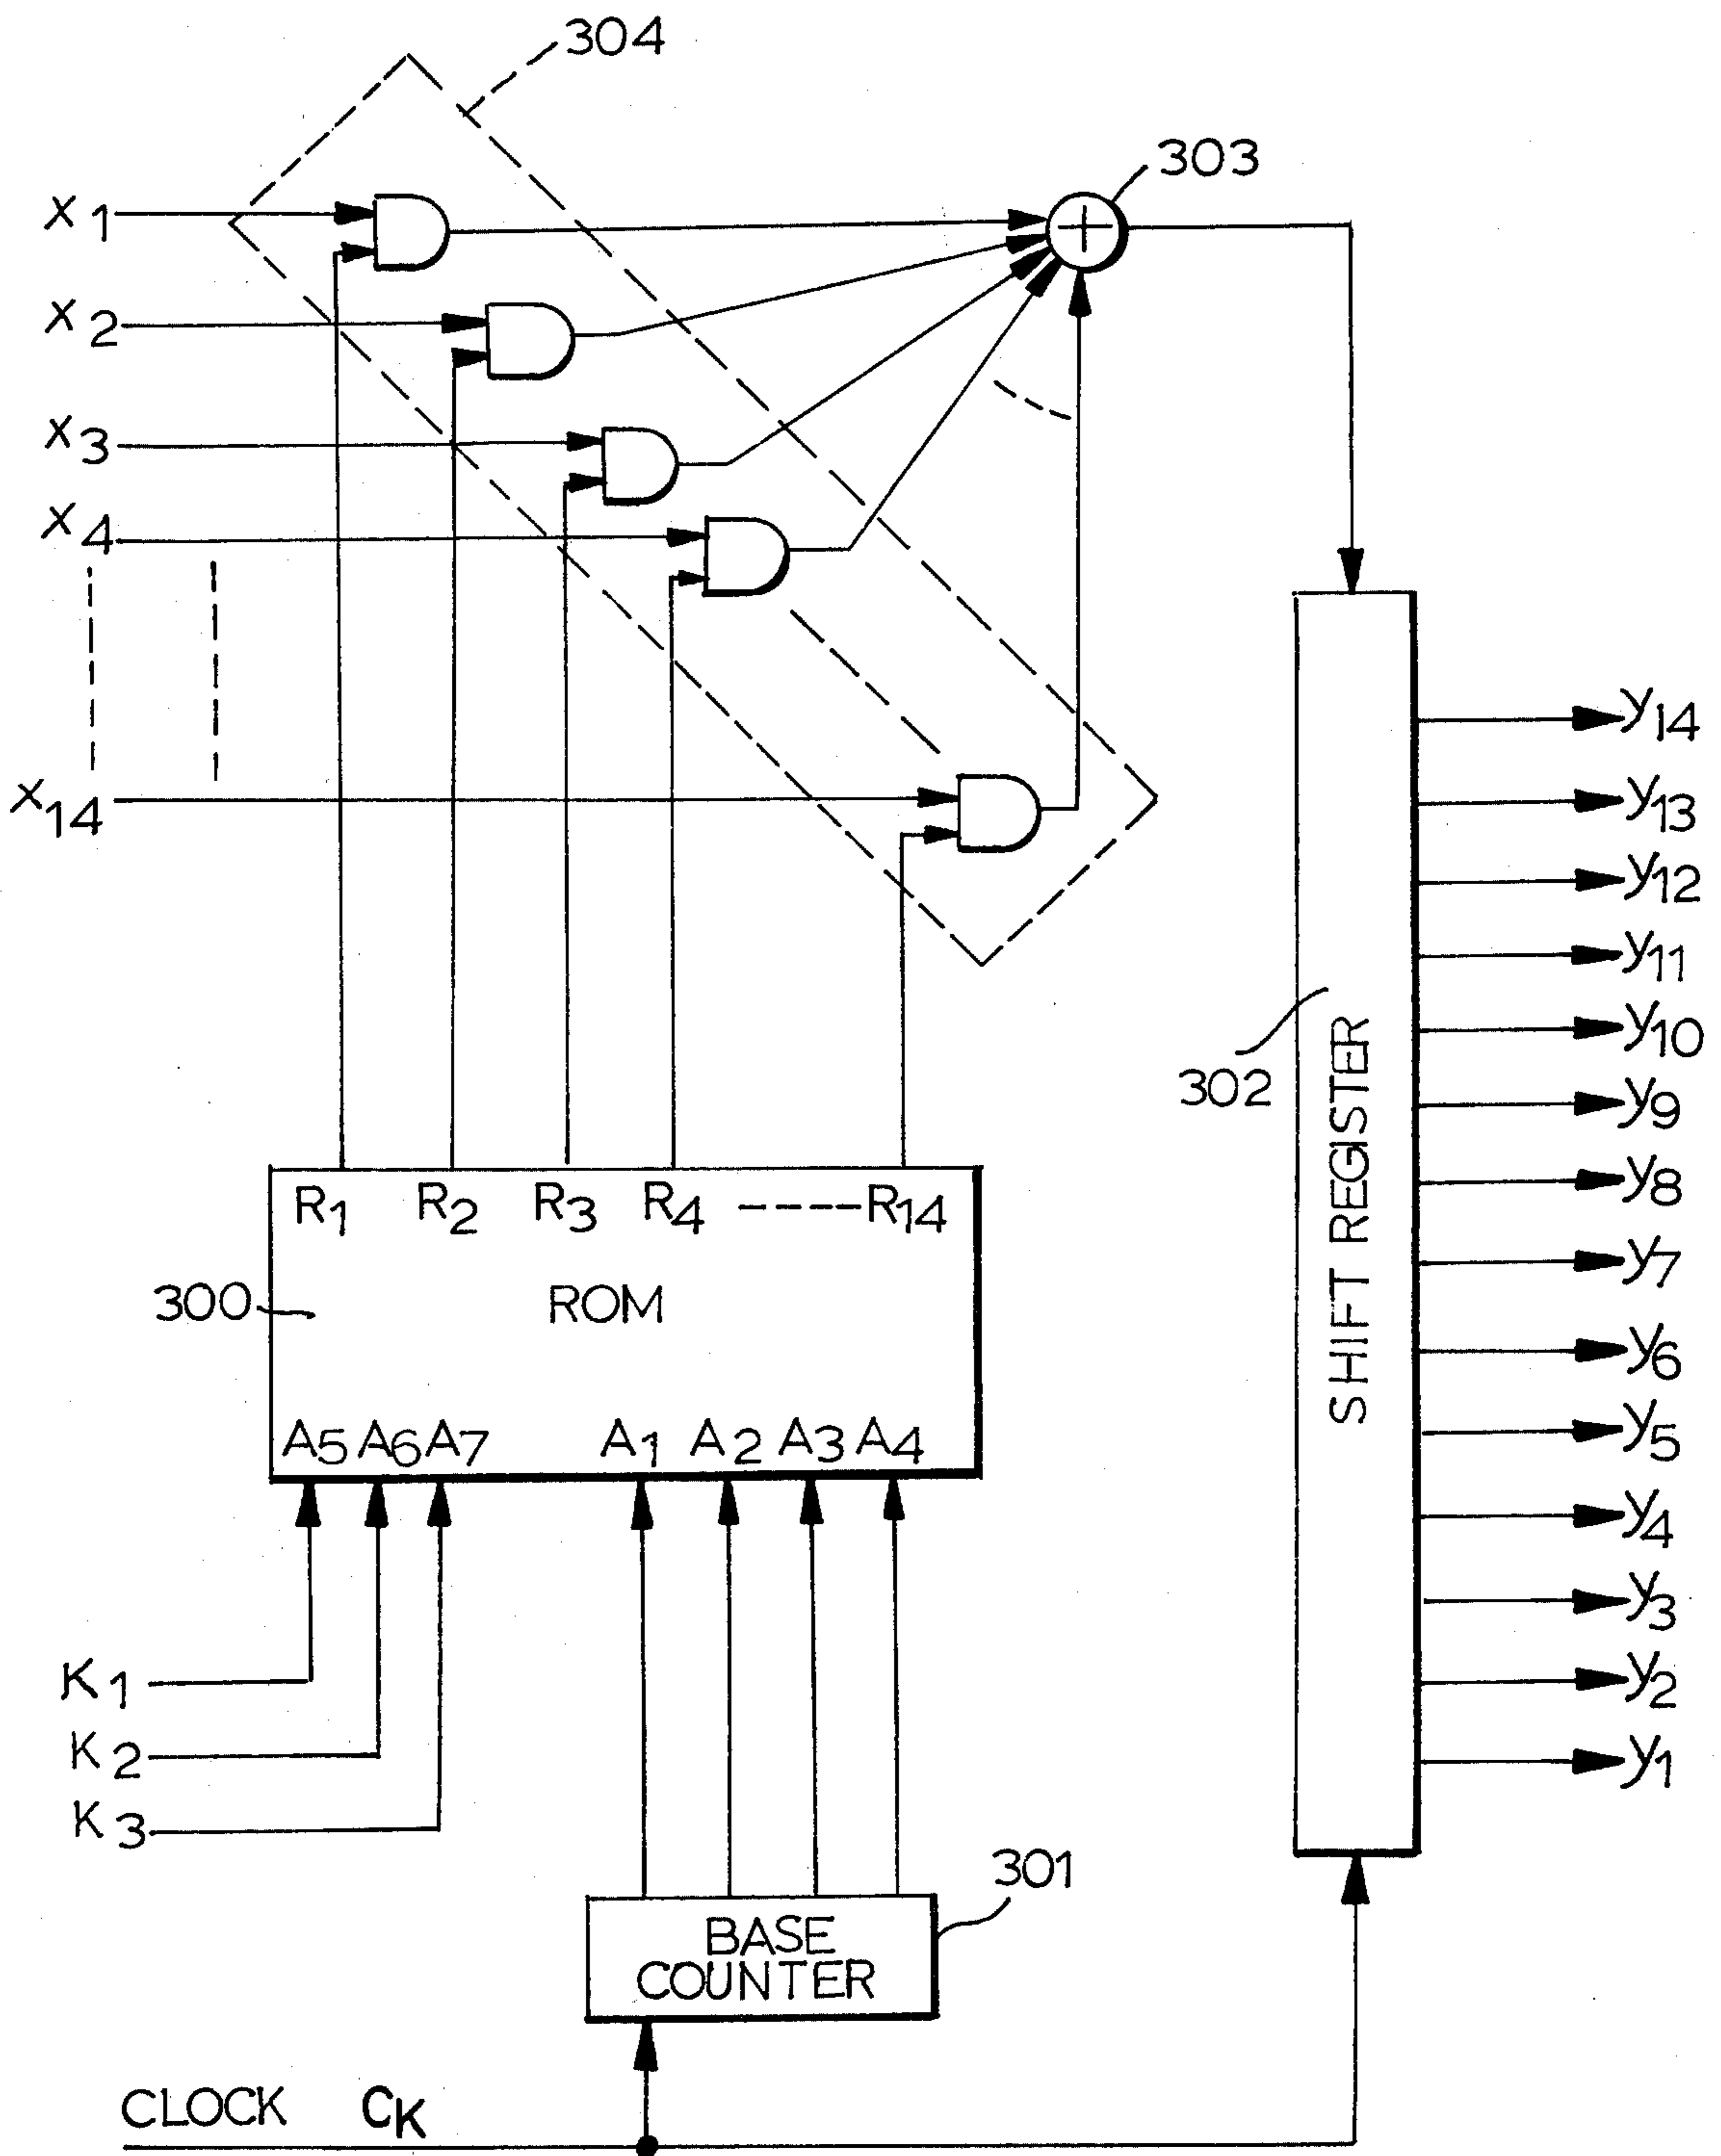 304
303
x1
x2
x3
x4
x14
y14
y13
y12
y11
y10
y9
y8
y7
y6
y5
y4
y3
y2
y1
302
SHIFT REGISTER
R1 R2 R3 R4 R14
300
ROM
A5 A6 A7 A1 A2 A3 A4
K1
K2
K3
301
BASE
COUNTER
CLOCK CK